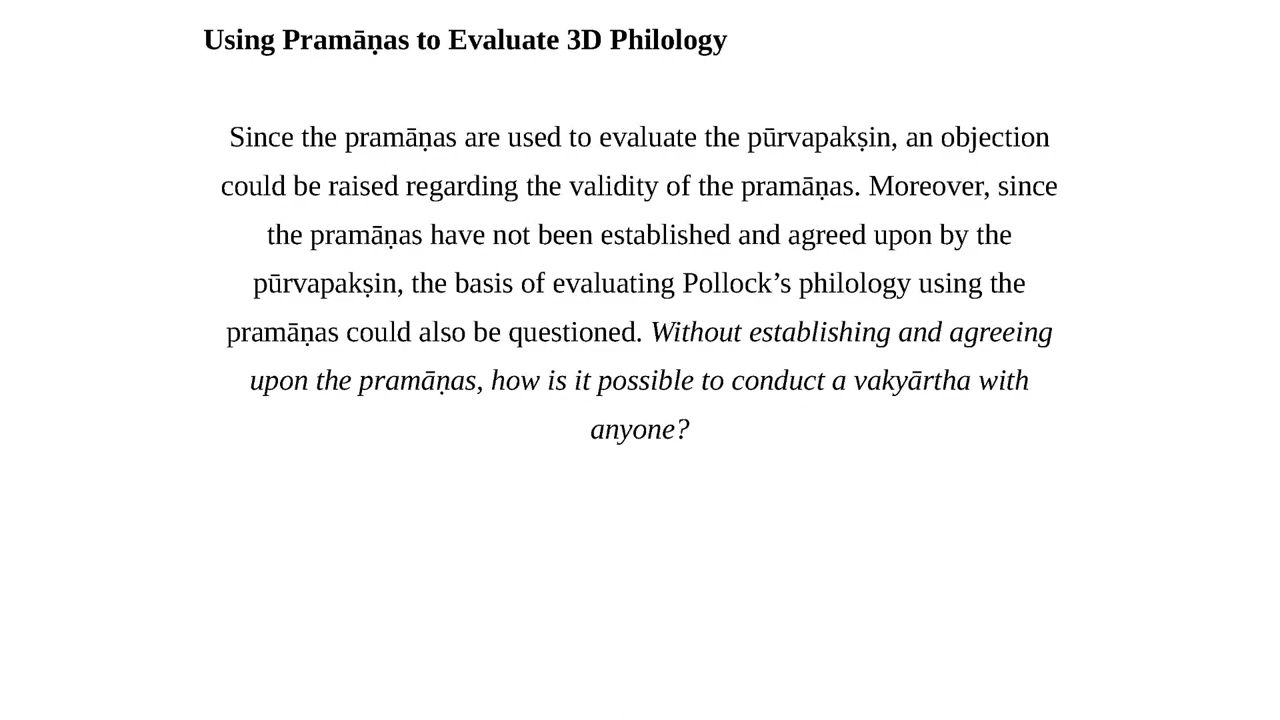 Using Pramāṇas to Evaluate 3D Philology
Since the pramāṇas are used to evaluate the pūrvapakṣin, an objection
could be raised regarding the validity of the pramāṇas. Moreover, since
the pramāṇas have not been established and agreed upon by the
pūrvapakṣin, the basis of evaluating Pollock’s philology using the
pramāṇas could also be questioned. Without establishing and agreeing
upon the pramāṇas, how is it possible to conduct a vakyārtha with
anyone?